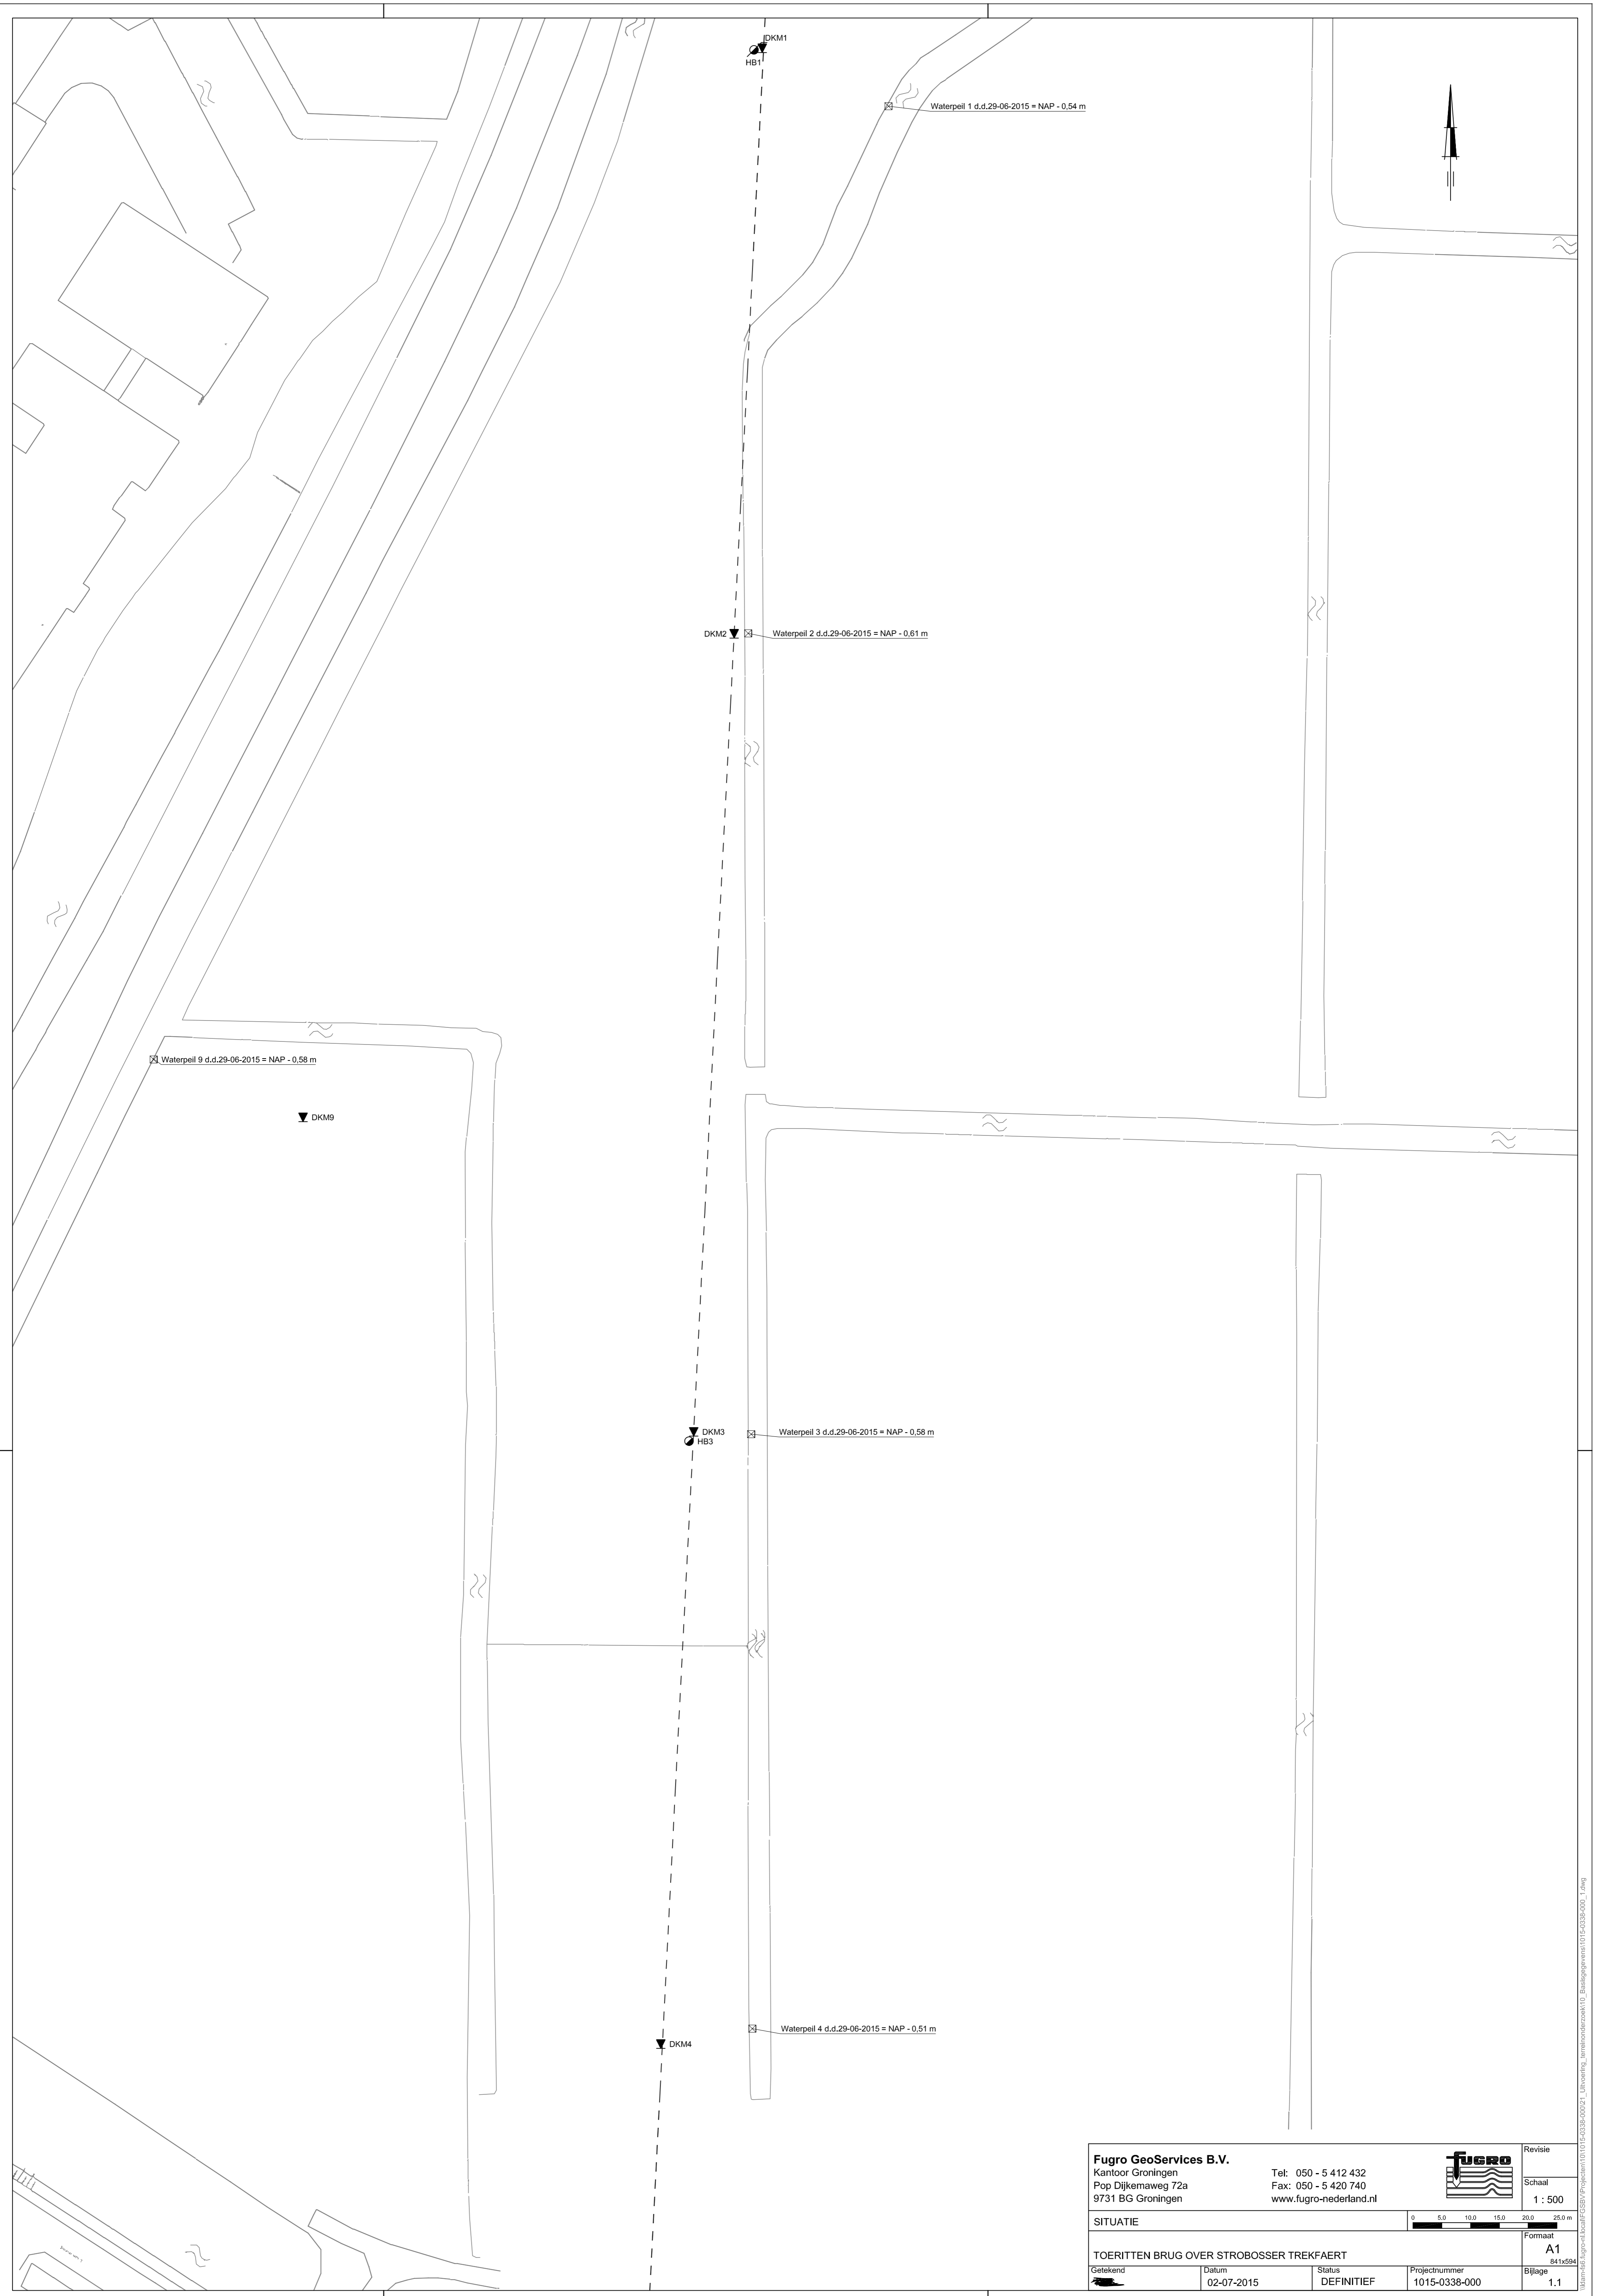 DKM1
HB1
Waterpeil 1 d.d.29-06-2015 = NAP - 0,54 m
DKM2
Waterpeil 2 d.d.29-06-2015 = NAP - 0,61 m
Waterpeil 9 d.d.29-06-2015 = NAP - 0,58 m
DKM9
DKM3
HB3
Waterpeil 3 d.d.29-06-2015 = NAP - 0,58 m
Waterpeil 4 d.d.29-06-2015 = NAP - 0,51 m
DKM4
Fugro GeoServices B.V.
Kantoor Groningen
Pop Dijkemaweg 72a
9731 BG Groningen
Tel: 050 - 5 412 432
Fax: 050 - 5 420 740
www.fugro-nederland.nl
FUGRO
Revisie
Schaal
1 : 500
SITUATIE
0 5.0 10.0 15.0 20.0 25.0 m
TOERITTEN BRUG OVER STROBOSSER TREKFAERT
Formaat
A1
841x594
Getekend
Datum
02-07-2015
Status
DEFINITIEF
Projectnummer
1015-0338-000
Bijlage
1.1